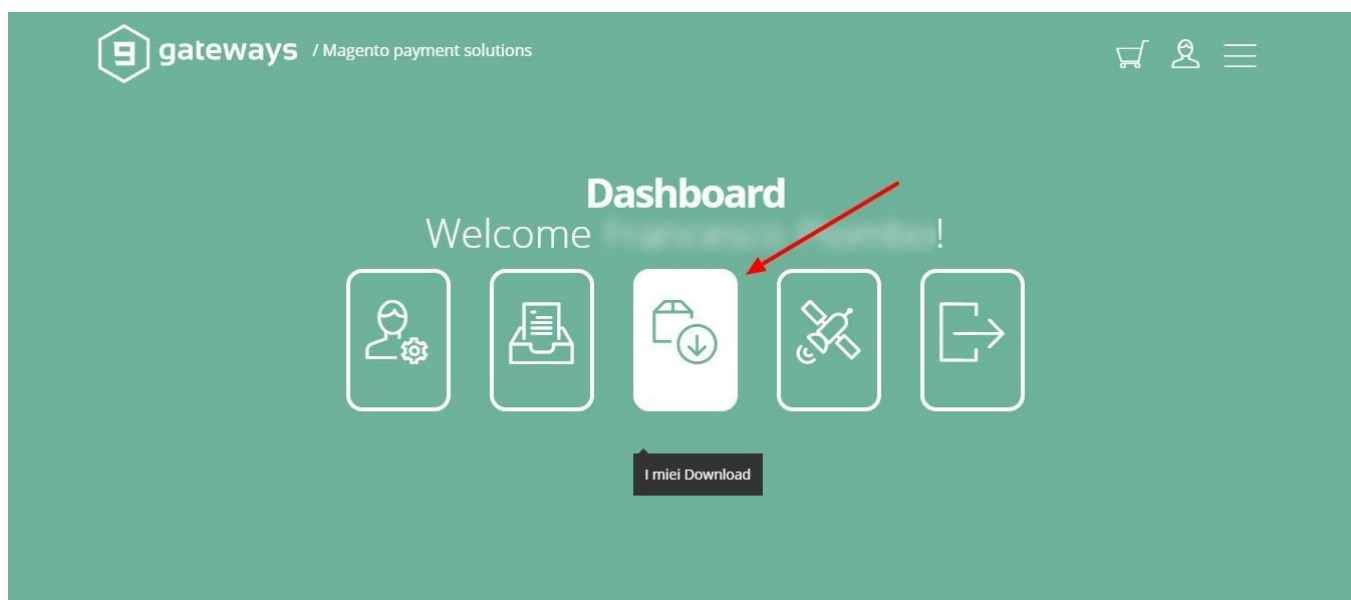 gateways / Magento payment solutions
Dashboard
Welcome !
I miei Download